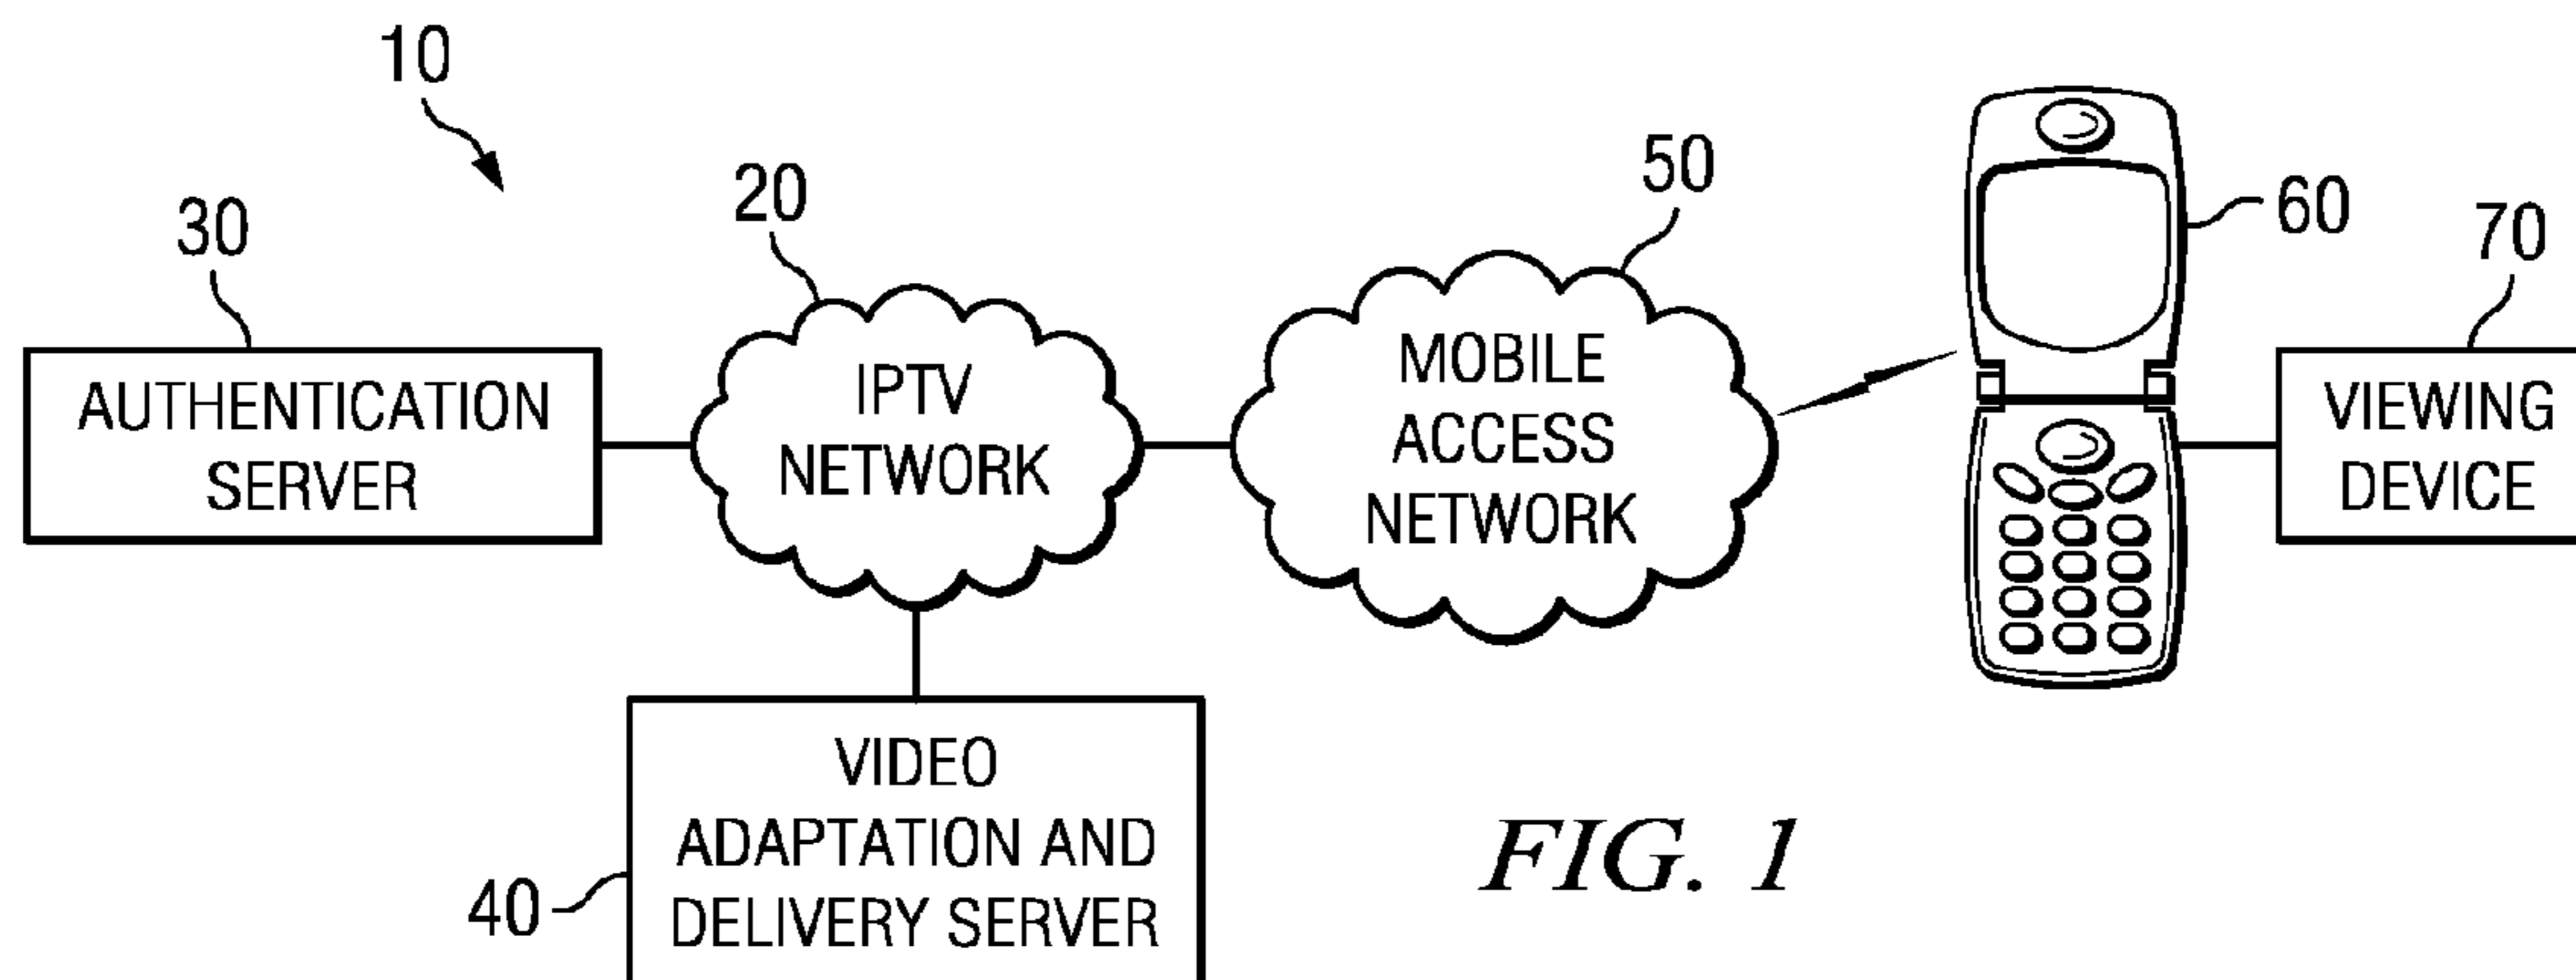 10
30
20
50
60
70
AUTHENTICATION
SERVER
IPTV
NETWORK
MOBILE
ACCESS
NETWORK
VIEWING
DEVICE
VIDEO
ADAPTATION AND
DELIVERY SERVER
40
FIG. 1